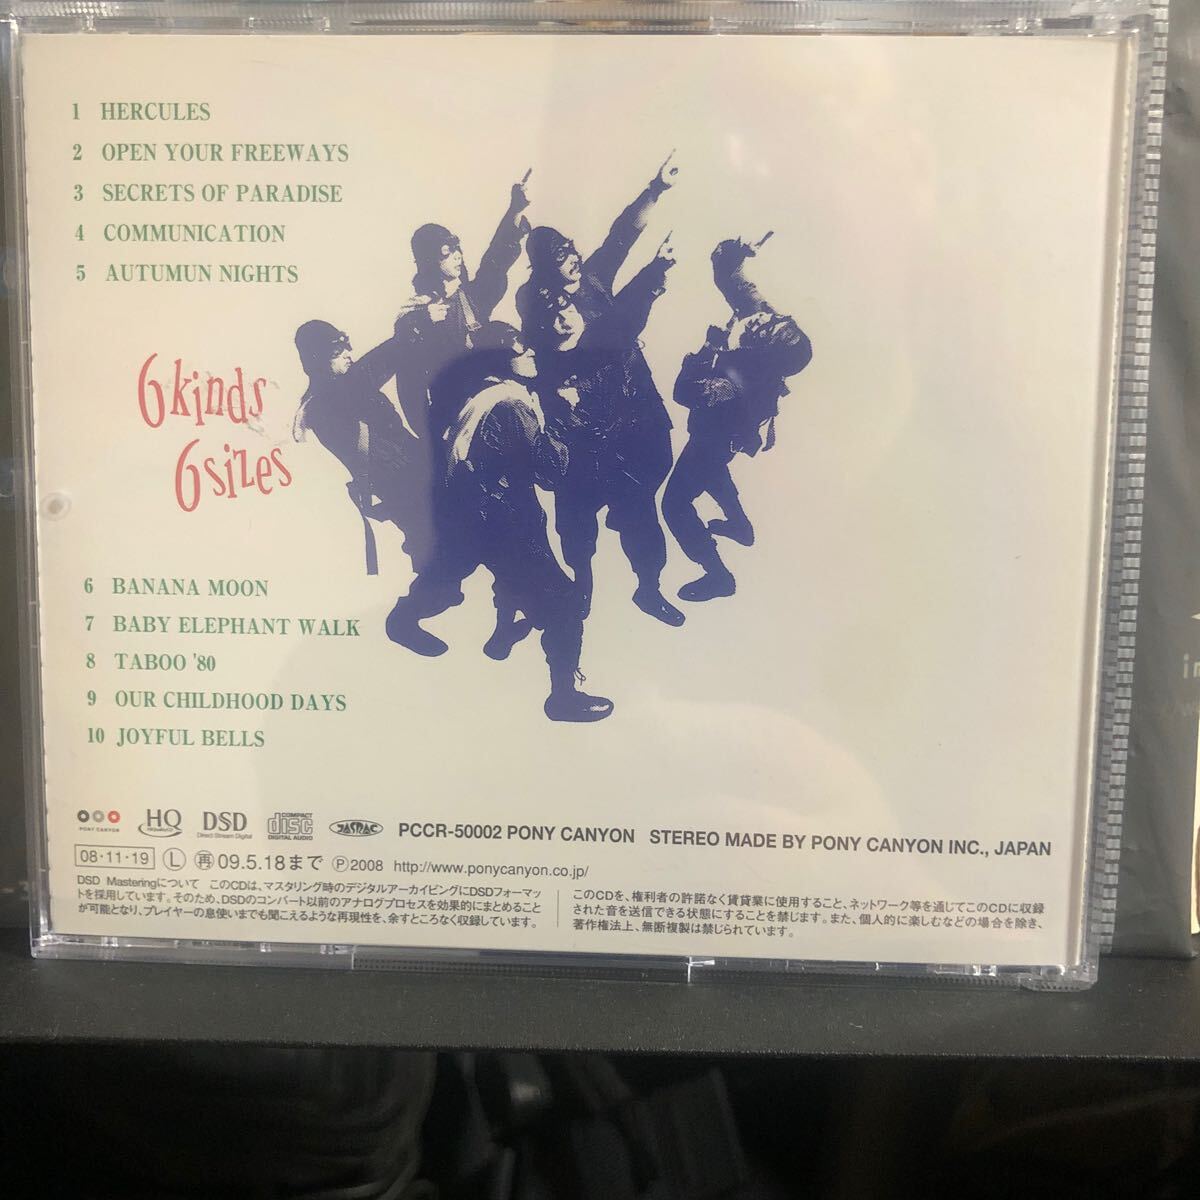 1 HERCULES
2 OPEN YOUR FREEWAYS
3 SECRETS OF PARADISE
4 COMMUNICATION
5 AUTUMUN NIGHTS
6kinds
6sizes
6 BANANA MOON
7 BABY ELEPHANT WALK
8 TABOO '80
9 OUR CHILDHOOD DAYS
10 JOYFUL BELLS
PONY CANYON HQ DSD Direct Stream Digital COMPACT disc DIGITAL AUDIO JASRAC PCCR-50002 PONY CANYON STEREO MADE BY PONY CANYON INC., JAPAN
08・11・19 Ⓛ 再 09.5.18まで Ⓟ2008 http://www.ponycanyon.co.jp/
DSD Masteringについて このCDは、マスタリング時のデジタルアーカイビングにDSDフォーマッ
トを採用しています。そのため、DSDのコンバート以前のアナログプロセスを効果的にまとめること
が可能となり、プレイヤーの息使いまでも聞こえるような再現性を、余すところなく収録しています。
このCDを、権利者の許諾なく賃貸業に使用すること、ネットワーク等を通じてこのCDに収録
された音を送信できる状態にすることを禁じます。また、個人的に楽しむなどの場合を除き、
著作権法上、無断複製は禁じられています。